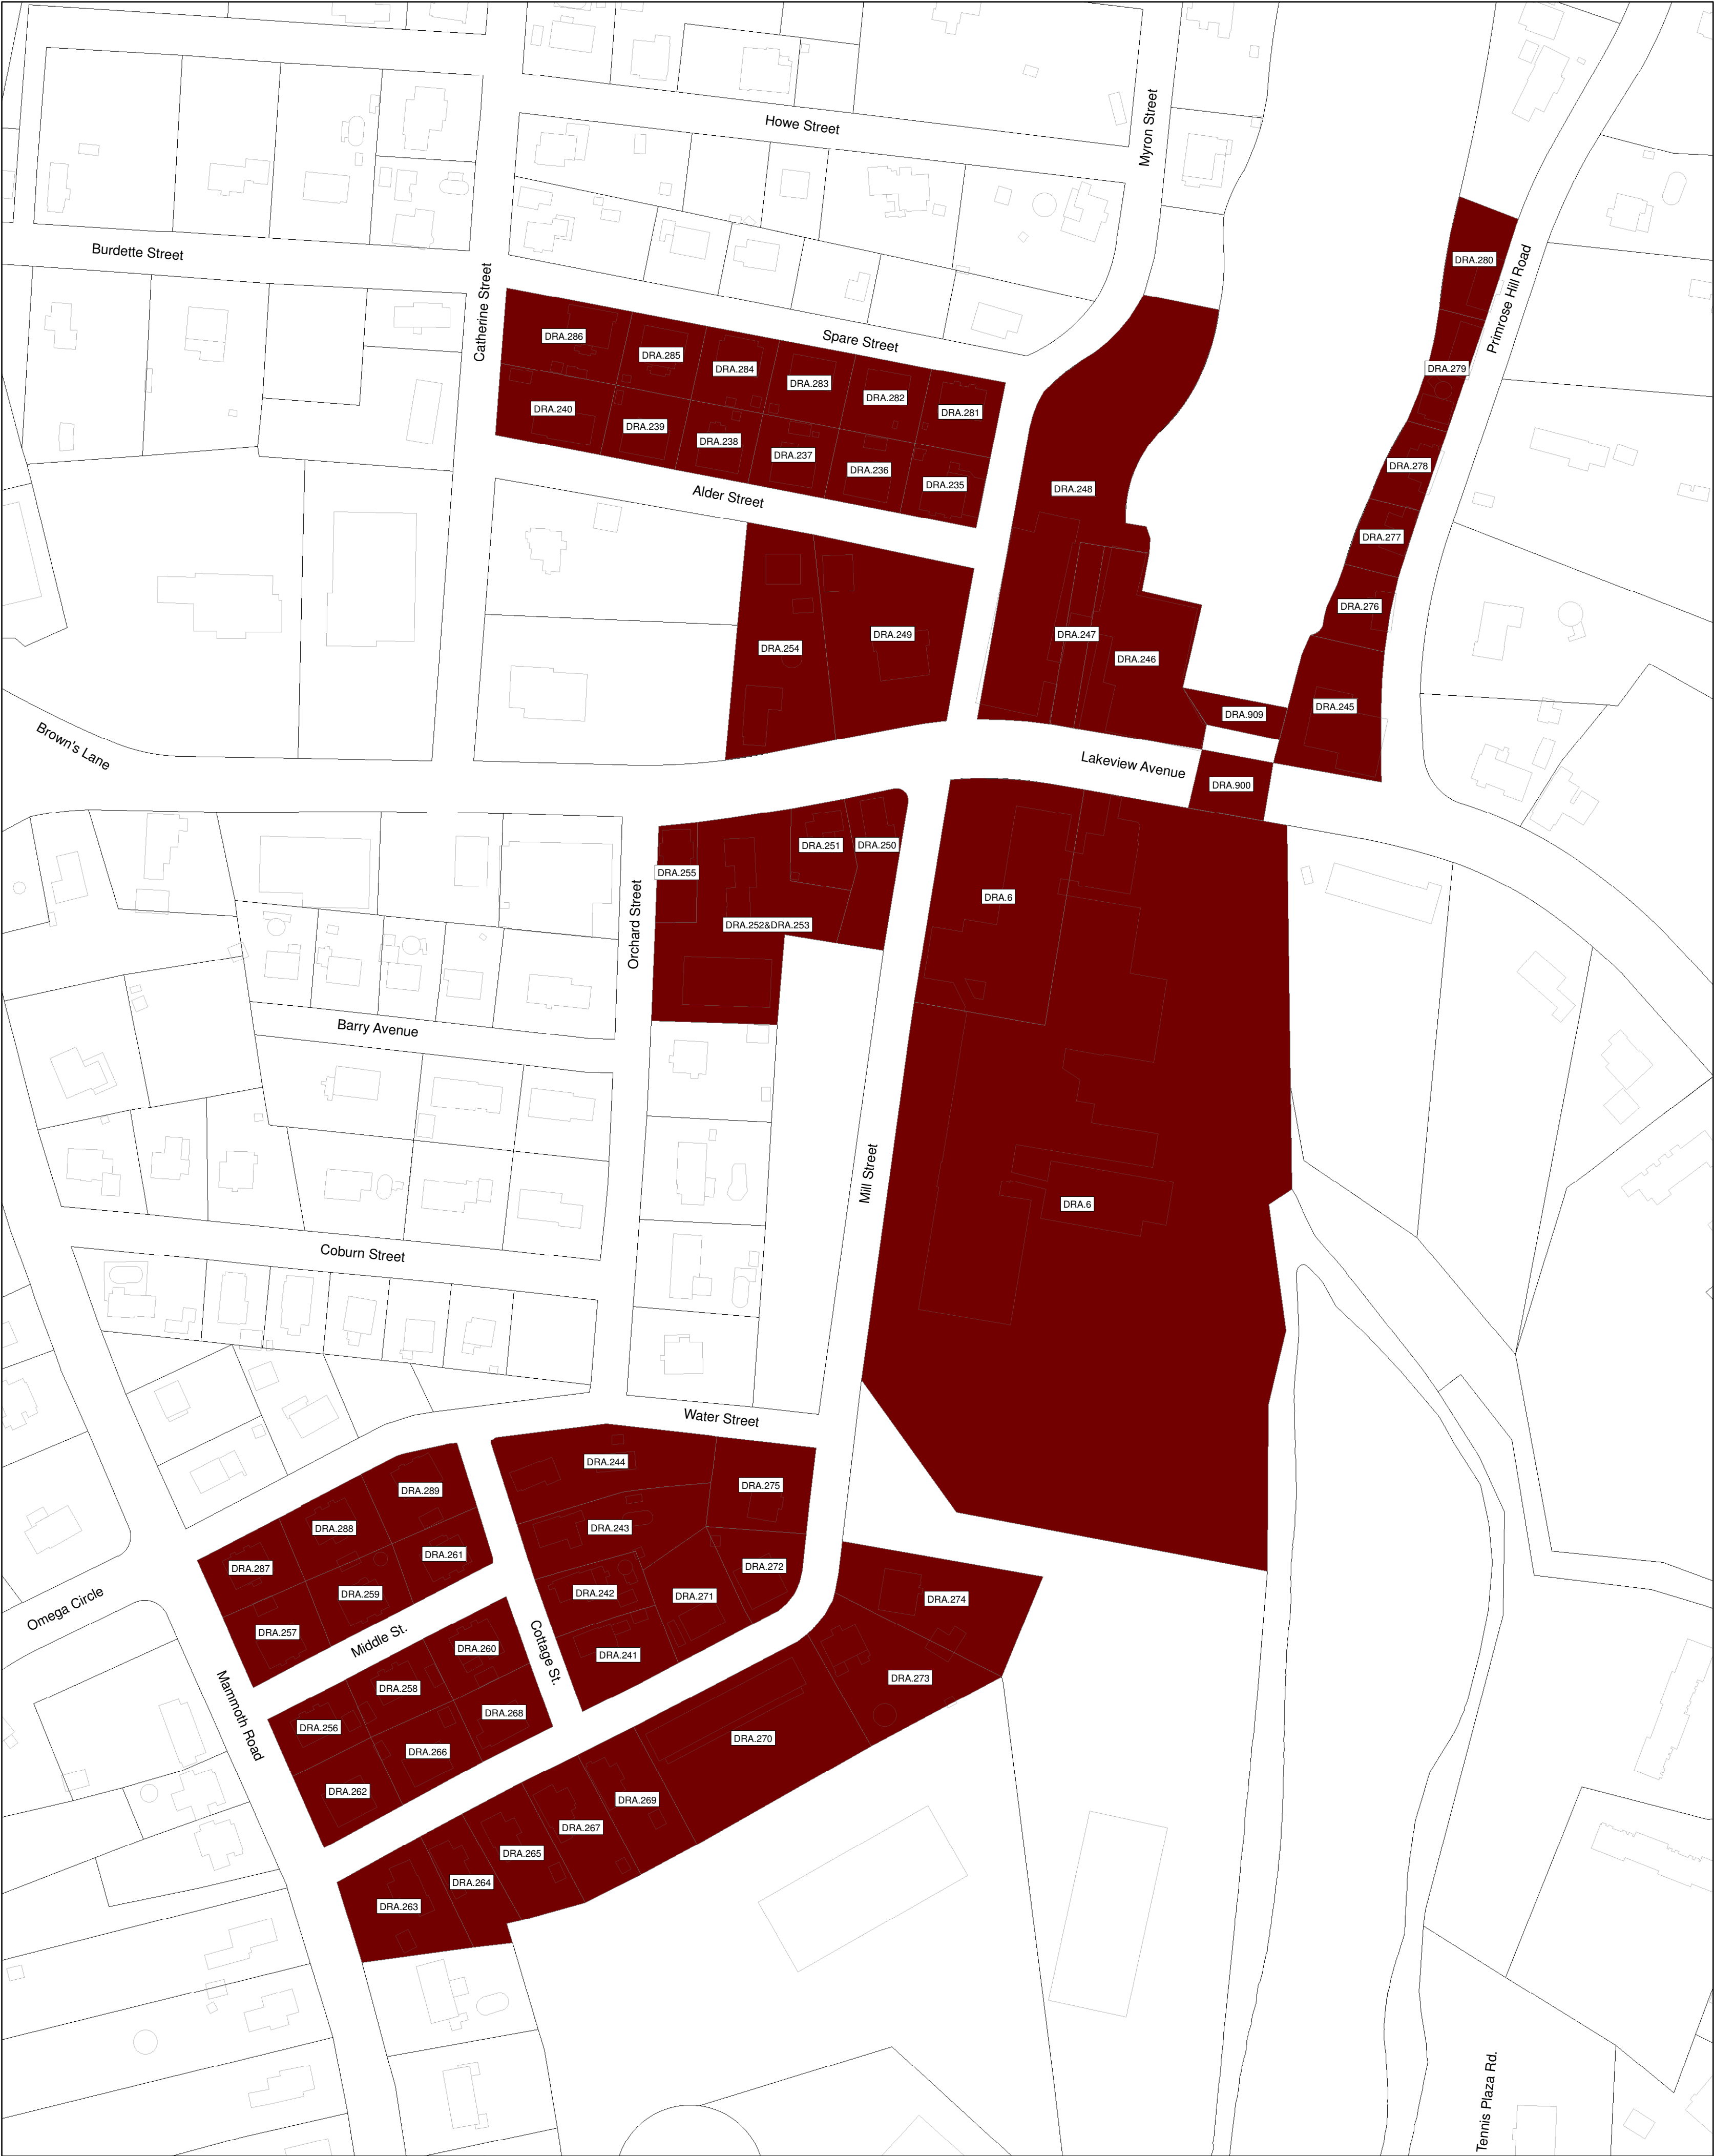 Howe Street
Myron Street
Burdette Street
Catherine Street
DRA.280
Primrose Hill Road
Spare Street
DRA.286
DRA.285
DRA.284
DRA.283
DRA.282
DRA.281
DRA.279
DRA.240
DRA.239
DRA.238
DRA.237
DRA.236
DRA.235
DRA.278
Alder Street
DRA.248
DRA.277
DRA.276
DRA.254
DRA.249
DRA.247
DRA.246
DRA.909
DRA.245
Brown's Lane
Lakeview Avenue
DRA.900
DRA.251
DRA.250
DRA.255
DRA.6
DRA.252&DRA.253
Orchard Street
Barry Avenue
Mill Street
DRA.6
Coburn Street
Water Street
DRA.244
DRA.275
DRA.289
DRA.288
DRA.243
DRA.261
DRA.287
DRA.272
DRA.259
DRA.242
DRA.271
DRA.274
Omega Circle
DRA.257
Middle St.
DRA.260
Cottage St.
DRA.241
DRA.273
DRA.258
Mammoth Road
DRA.256
DRA.268
DRA.266
DRA.270
DRA.262
DRA.269
DRA.267
DRA.265
DRA.264
DRA.263
Tennis Plaza Rd.